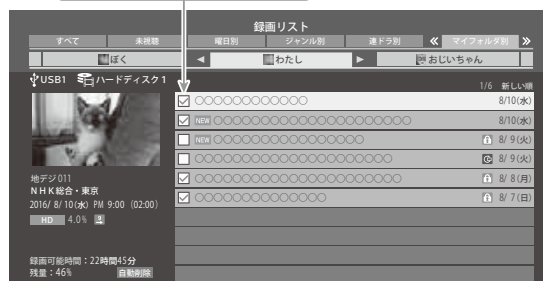 録画リスト
すべて 未視聴 曜日別 ジャンル別 連ドラ別 マイフォルダ別
ぼく ◀ わたし ▶ おじいちゃん
USB1 ハードディスク1
1/6 新しい順
○○○○○○○○○○○○ 8/10(水)
NEW ○○○○○○○○○○○○○○○○○○○○○ 8/10(水)
NEW ○○○○○○○○○○○○○○○○ 8/ 9(火)
○○○○○○○○○○○○○○○○○○○○○ 8/ 9(火)
○○○○○○○○○○○○○○○○○○○○○○ 8/ 8(月)
○○○○○○○○○○○○○○ 8/ 7(日)
地デジ 011
NHK総合・東京
2016/ 8/ 10(水) PM 9:00 (02:00)
HD 4.0%
録画可能時間：22時間45分
残量：46% 自動削除